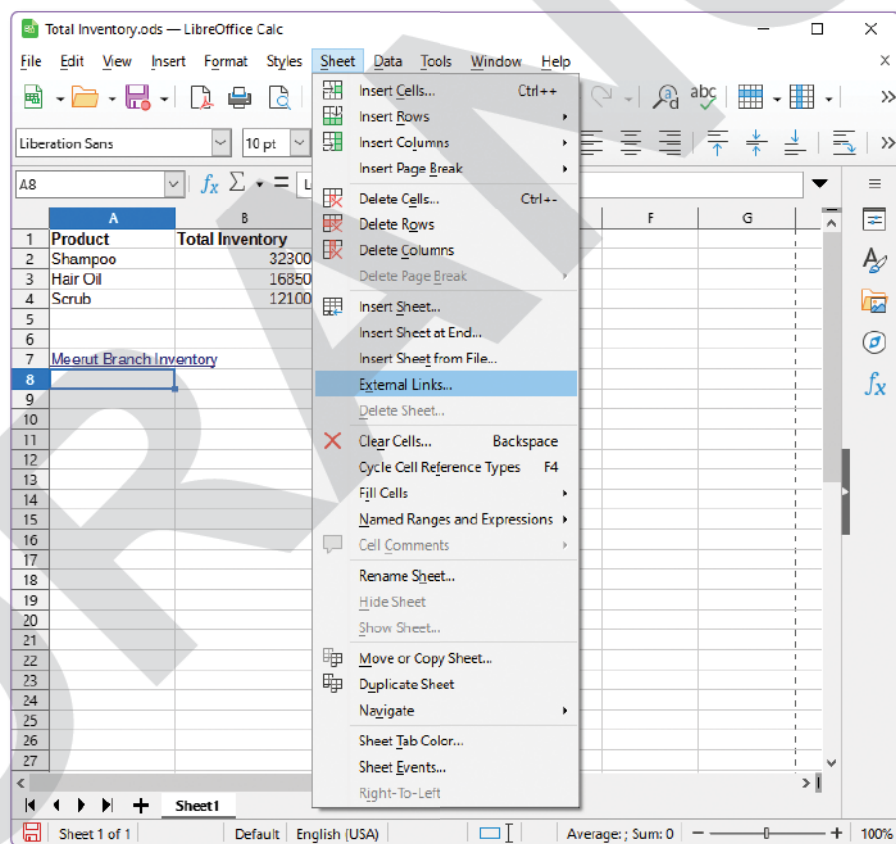 Total Inventory.ods — LibreOffice Calc
File Edit View Insert Format Styles Sheet Data Tools Window Help
Liberation Sans 10 pt
A8
A B F G
1 Product Total Inventory
2 Shampoo 32300
3 Hair Oil 16850
4 Scrub 12100
5
6
7 Meerut Branch Inventory
8
9
10
11
12
13
14
15
16
17
18
19
20
21
22
23
24
25
26
27
Insert Cells... Ctrl++
Insert Rows
Insert Columns
Insert Page Break
Delete Cells... Ctrl+-
Delete Rows
Delete Columns
Delete Page Break
Insert Sheet...
Insert Sheet at End...
Insert Sheet from File...
External Links...
Delete Sheet...
Clear Cells... Backspace
Cycle Cell Reference Types F4
Fill Cells
Named Ranges and Expressions
Cell Comments
Rename Sheet...
Hide Sheet
Show Sheet...
Move or Copy Sheet...
Duplicate Sheet
Navigate
Sheet Tab Color...
Sheet Events...
Right-To-Left
Sheet1
Sheet 1 of 1 Default English (USA) Average: ; Sum: 0 100%